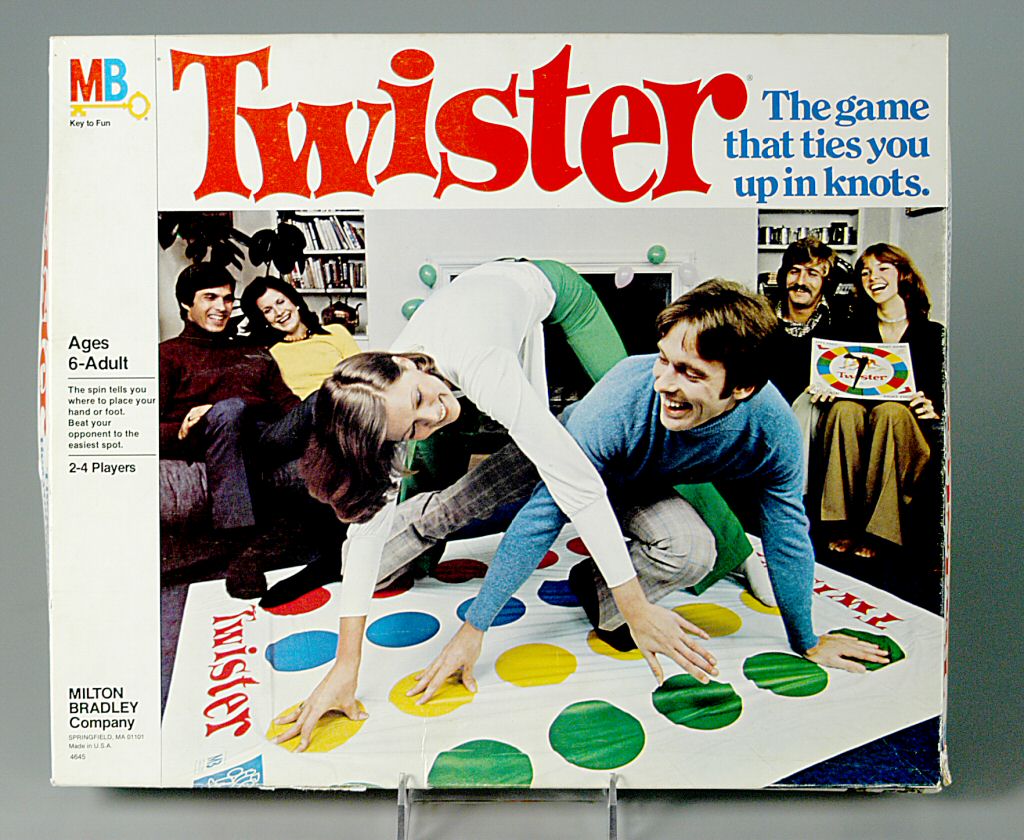 MB
Key to Fun
Twister®
The game
that ties you
up in knots.
Ages
6-Adult
The spin tells you
where to place your
hand or foot.
Beat your
opponent to the
easiest spot.
2-4 Players
Twister
Twister
Twister
MB
MILTON
BRADLEY
Company
SPRINGFIELD, MA 01101
Made in U.S.A.
4645